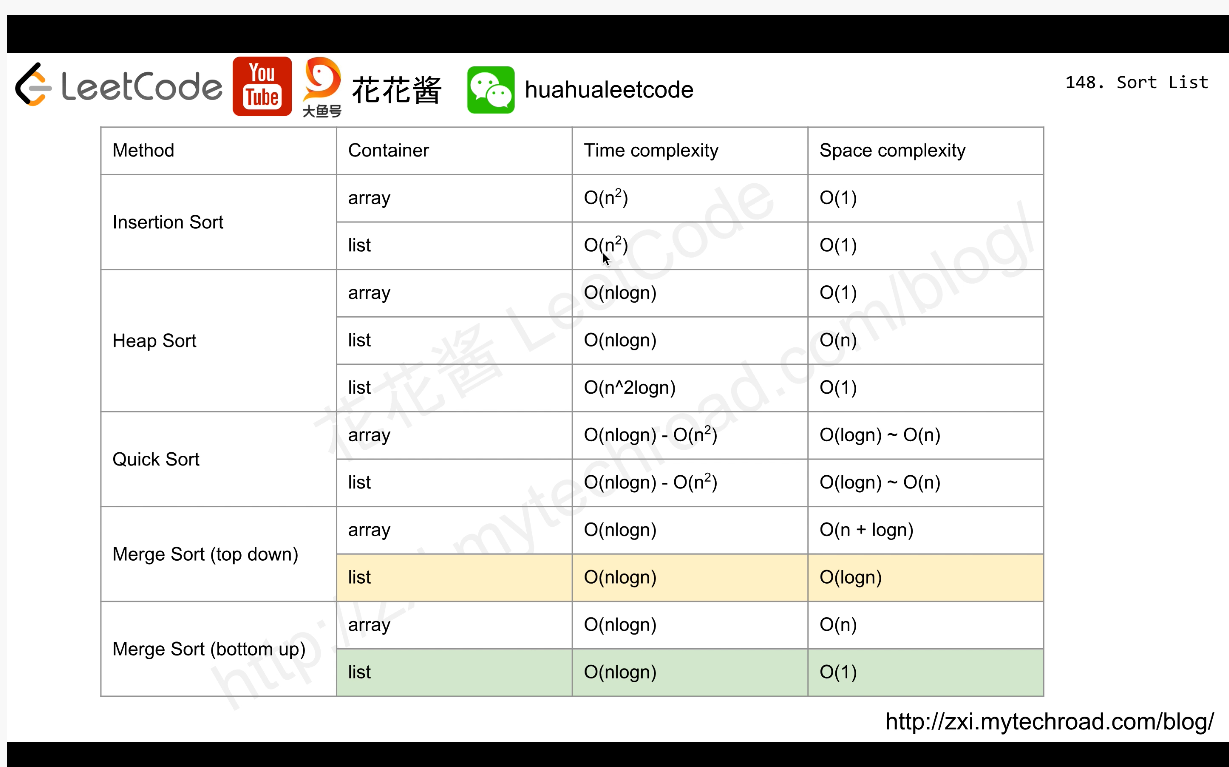 LeetCode You Tube 大鱼号 花花酱 huahualeetcode 148. Sort List
Method Container Time complexity Space complexity
Insertion Sort
array O(n²) O(1)
list O(n²) O(1)
Heap Sort
array O(nlogn) O(1)
list O(nlogn) O(n)
list O(n^2logn) O(1)
Quick Sort
array O(nlogn) - O(n²) O(logn) ~ O(n)
list O(nlogn) - O(n²) O(logn) ~ O(n)
Merge Sort (top down)
array O(nlogn) O(n + logn)
list O(nlogn) O(logn)
Merge Sort (bottom up)
array O(nlogn) O(n)
list O(nlogn) O(1)
花花酱 LeetCode
http://zxi.mytechroad.com/blog/
http://zxi.mytechroad.com/blog/